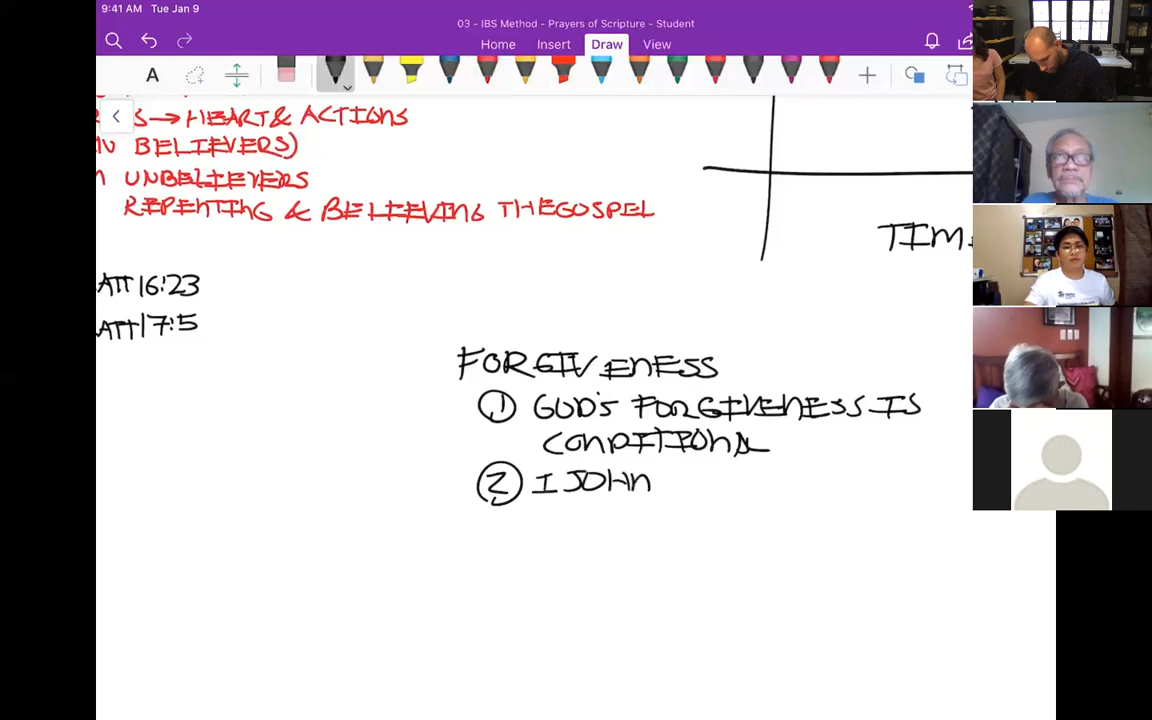 9:41 AM Tue Jan 9
03 - IBS Method - Prayers of Scripture - Student
Home Insert Draw View
A
S → HEART & ACTIONS
BELIEVERS)
UNBELIEVERS
REPENTING & BELIEVING THE GOSPEL
TIM
ATT 16:23
ATT 17:5
FORGIVENESS
① GOD'S FORGIVENESS IS
CONDITIONA
② I JOHN